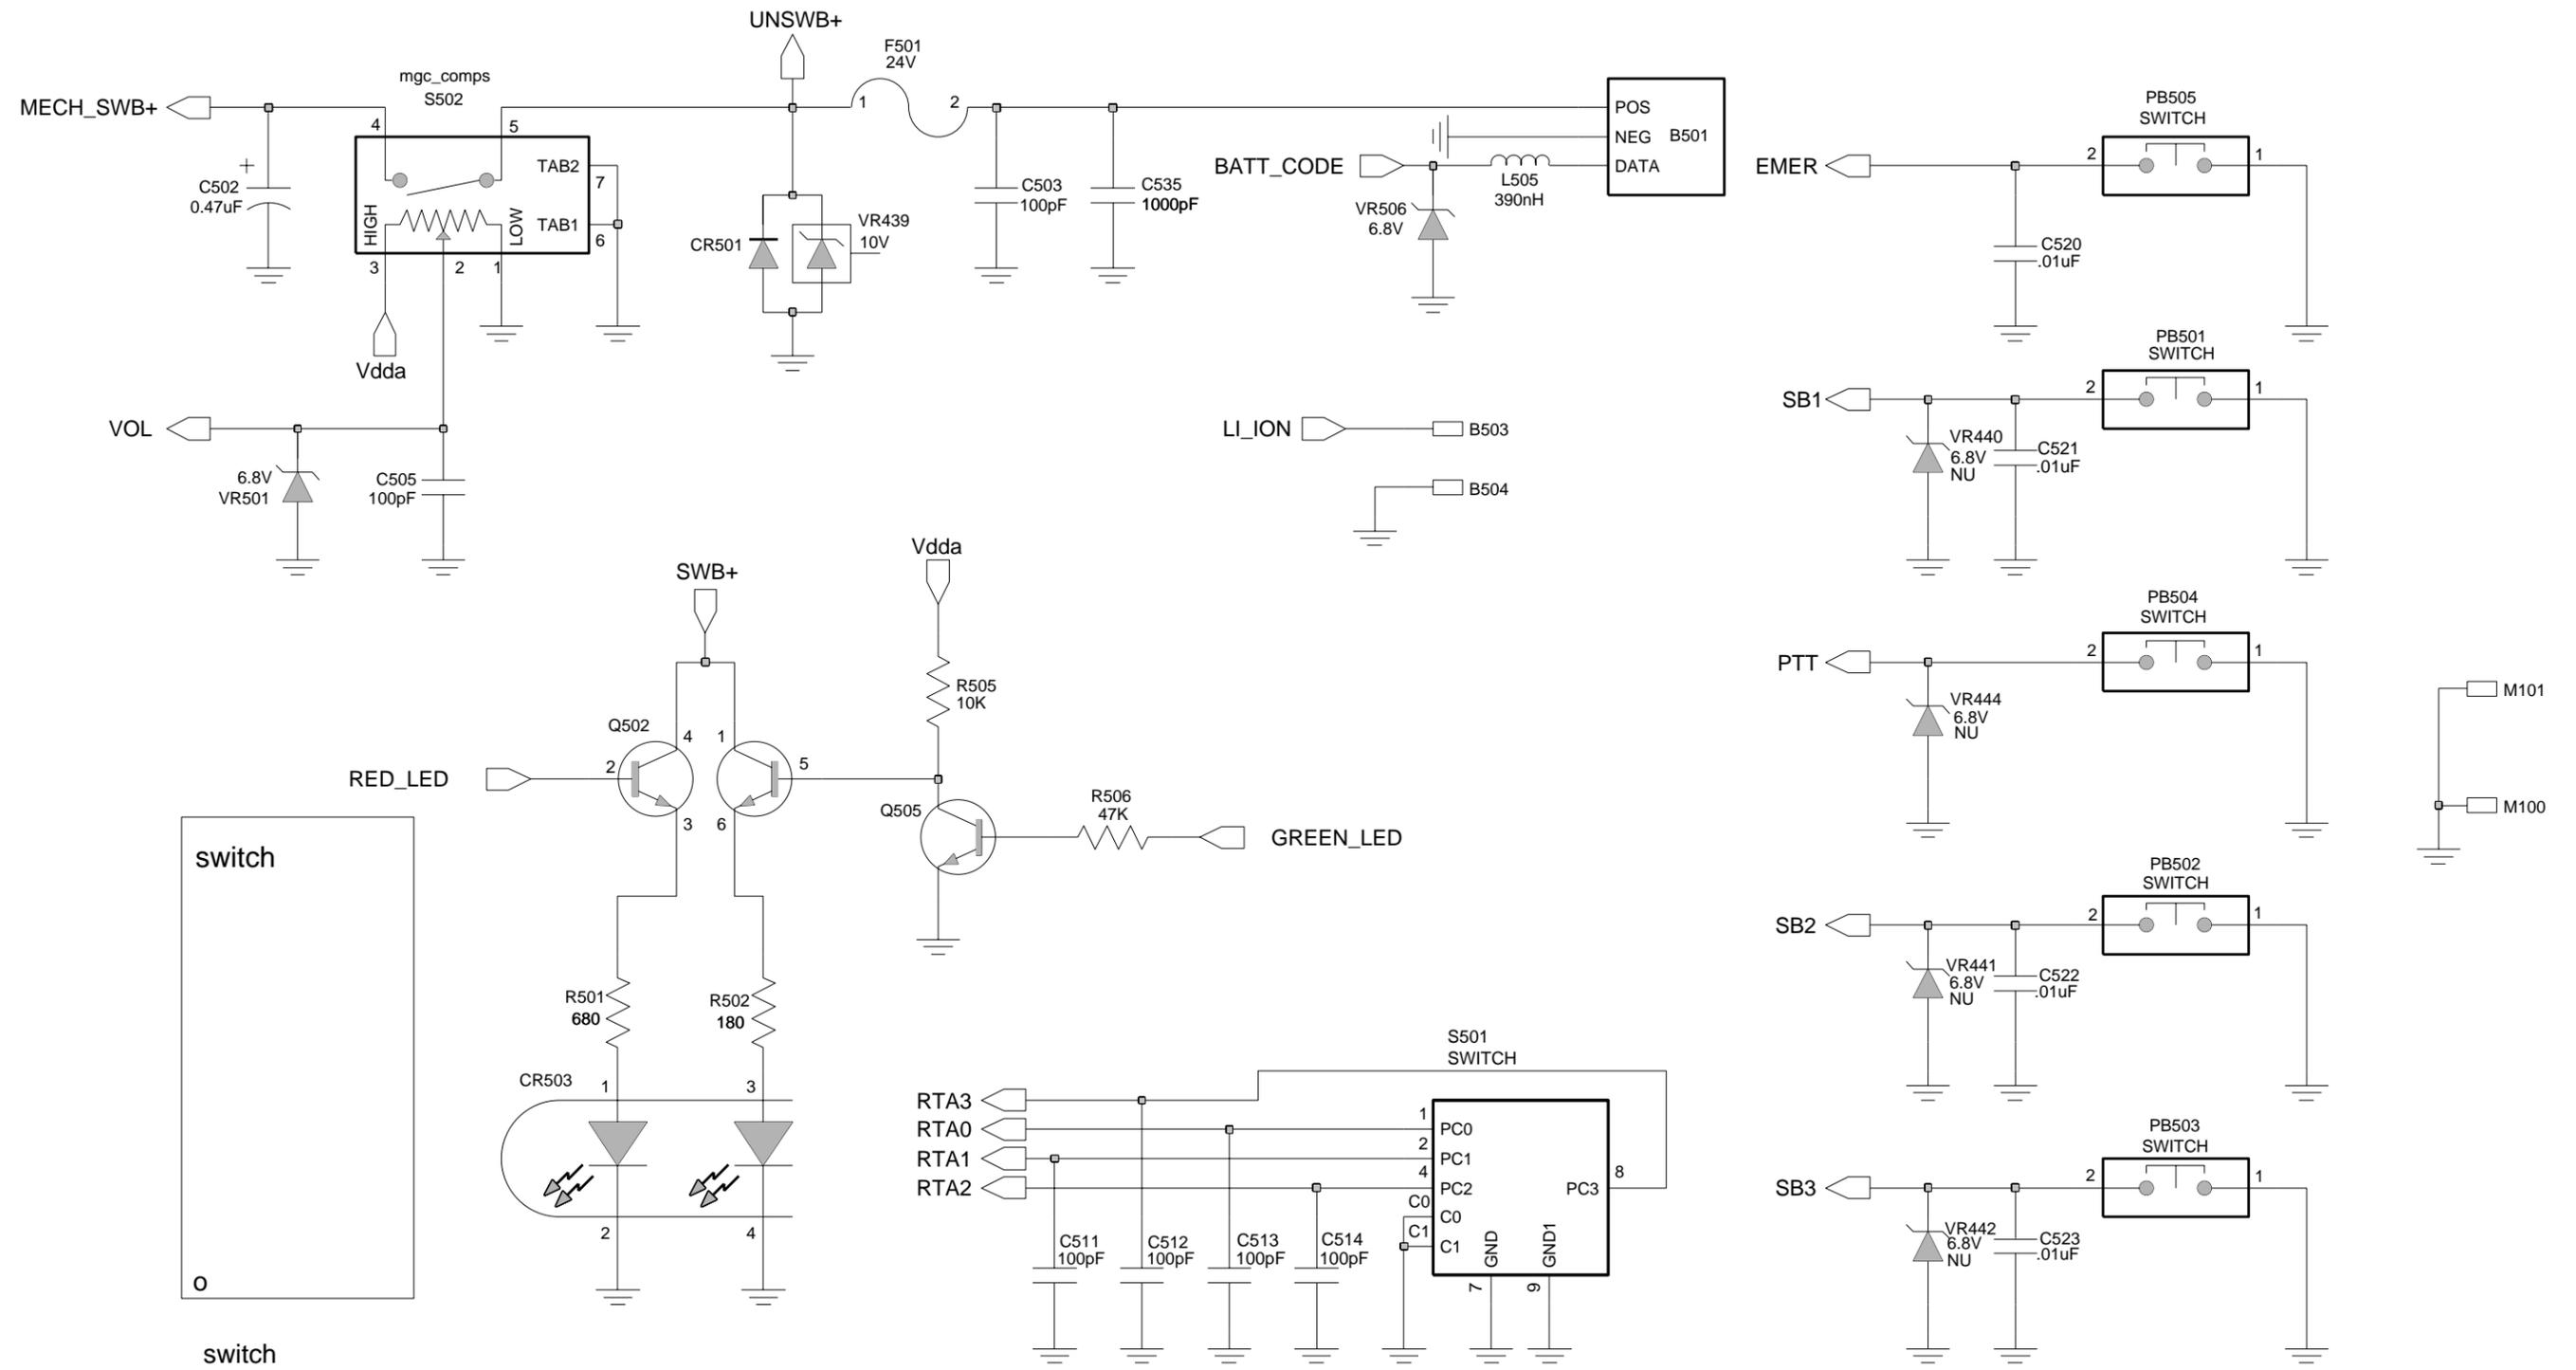 UNSWB+
F501
24V
mgc_comps
S502
MECH_SWB+
4
5
1
2
POS
NEG
B501
DATA
BATT_CODE
L505
390nH
VR506
6.8V
+
C502
0.47uF
HIGH
LOW
TAB2
7
TAB1
6
3
2
1
Vdda
CR501
VR439
10V
C503
100pF
C535
1000pF
VOL
6.8V
VR501
C505
100pF
LI_ION
B503
B504
PB505
SWITCH
EMER
2
1
C520
.01uF
PB501
SWITCH
SB1
2
1
VR440
6.8V
NU
C521
.01uF
PB504
SWITCH
PTT
2
1
VR444
6.8V
NU
M101
M100
PB502
SWITCH
SB2
2
1
VR441
6.8V
NU
C522
.01uF
PB503
SWITCH
SB3
2
1
VR442
6.8V
NU
C523
.01uF
SWB+
Vdda
R505
10K
Q502
4
1
RED_LED
2
5
3
6
Q505
R506
47K
GREEN_LED
R501
680
R502
180
CR503
1
3
2
4
switch
o
switch
S501
SWITCH
RTA3
RTA0
RTA1
RTA2
1
PC0
2
PC1
4
PC2
C0
C0
C1
C1
PC3
8
GND
GND1
7
9
C511
100pF
C512
100pF
C513
100pF
C514
100pF